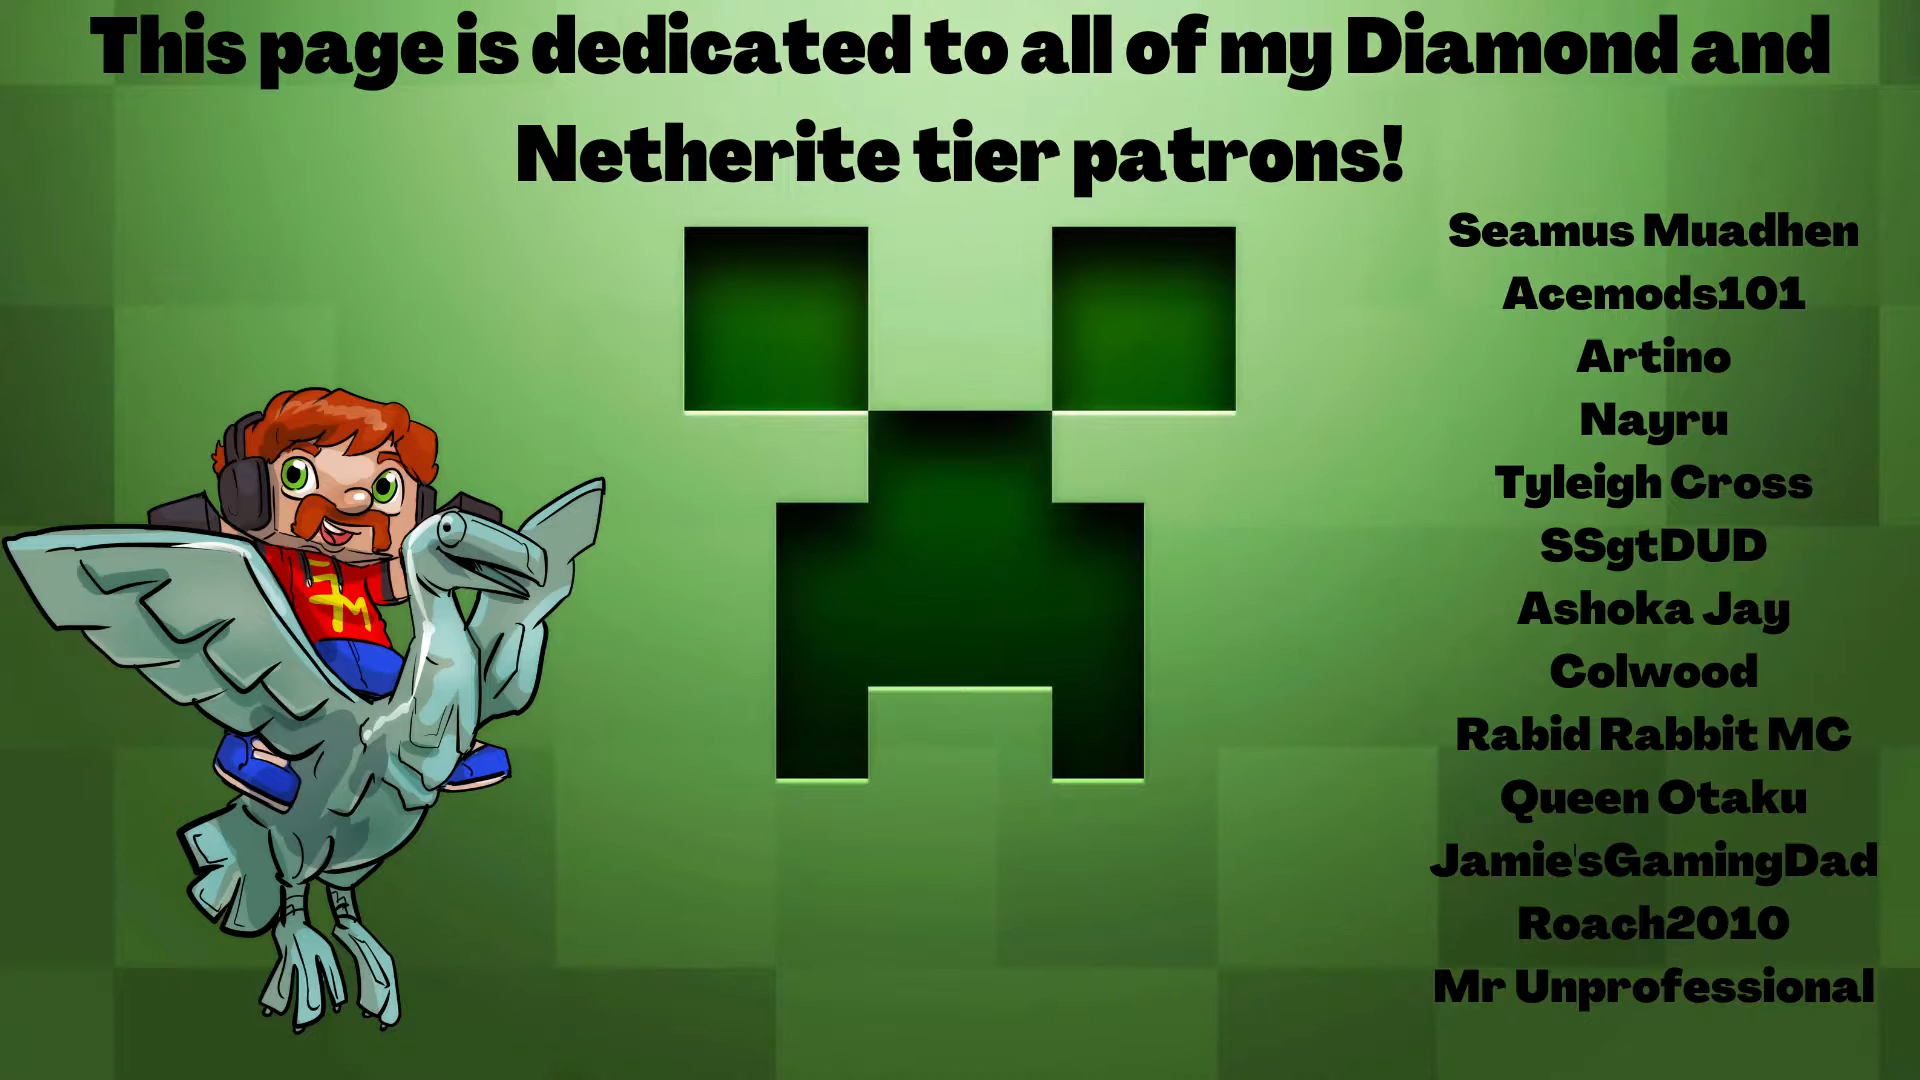 This page is dedicated to all of my Diamond and
Netherite tier patrons!
Seamus Muadhen
Acemods101
Artino
Nayru
Tyleigh Cross
SSgtDUD
Ashoka Jay
Colwood
Rabid Rabbit MC
Queen Otaku
Jamie'sGamingDad
Roach2010
Mr Unprofessional